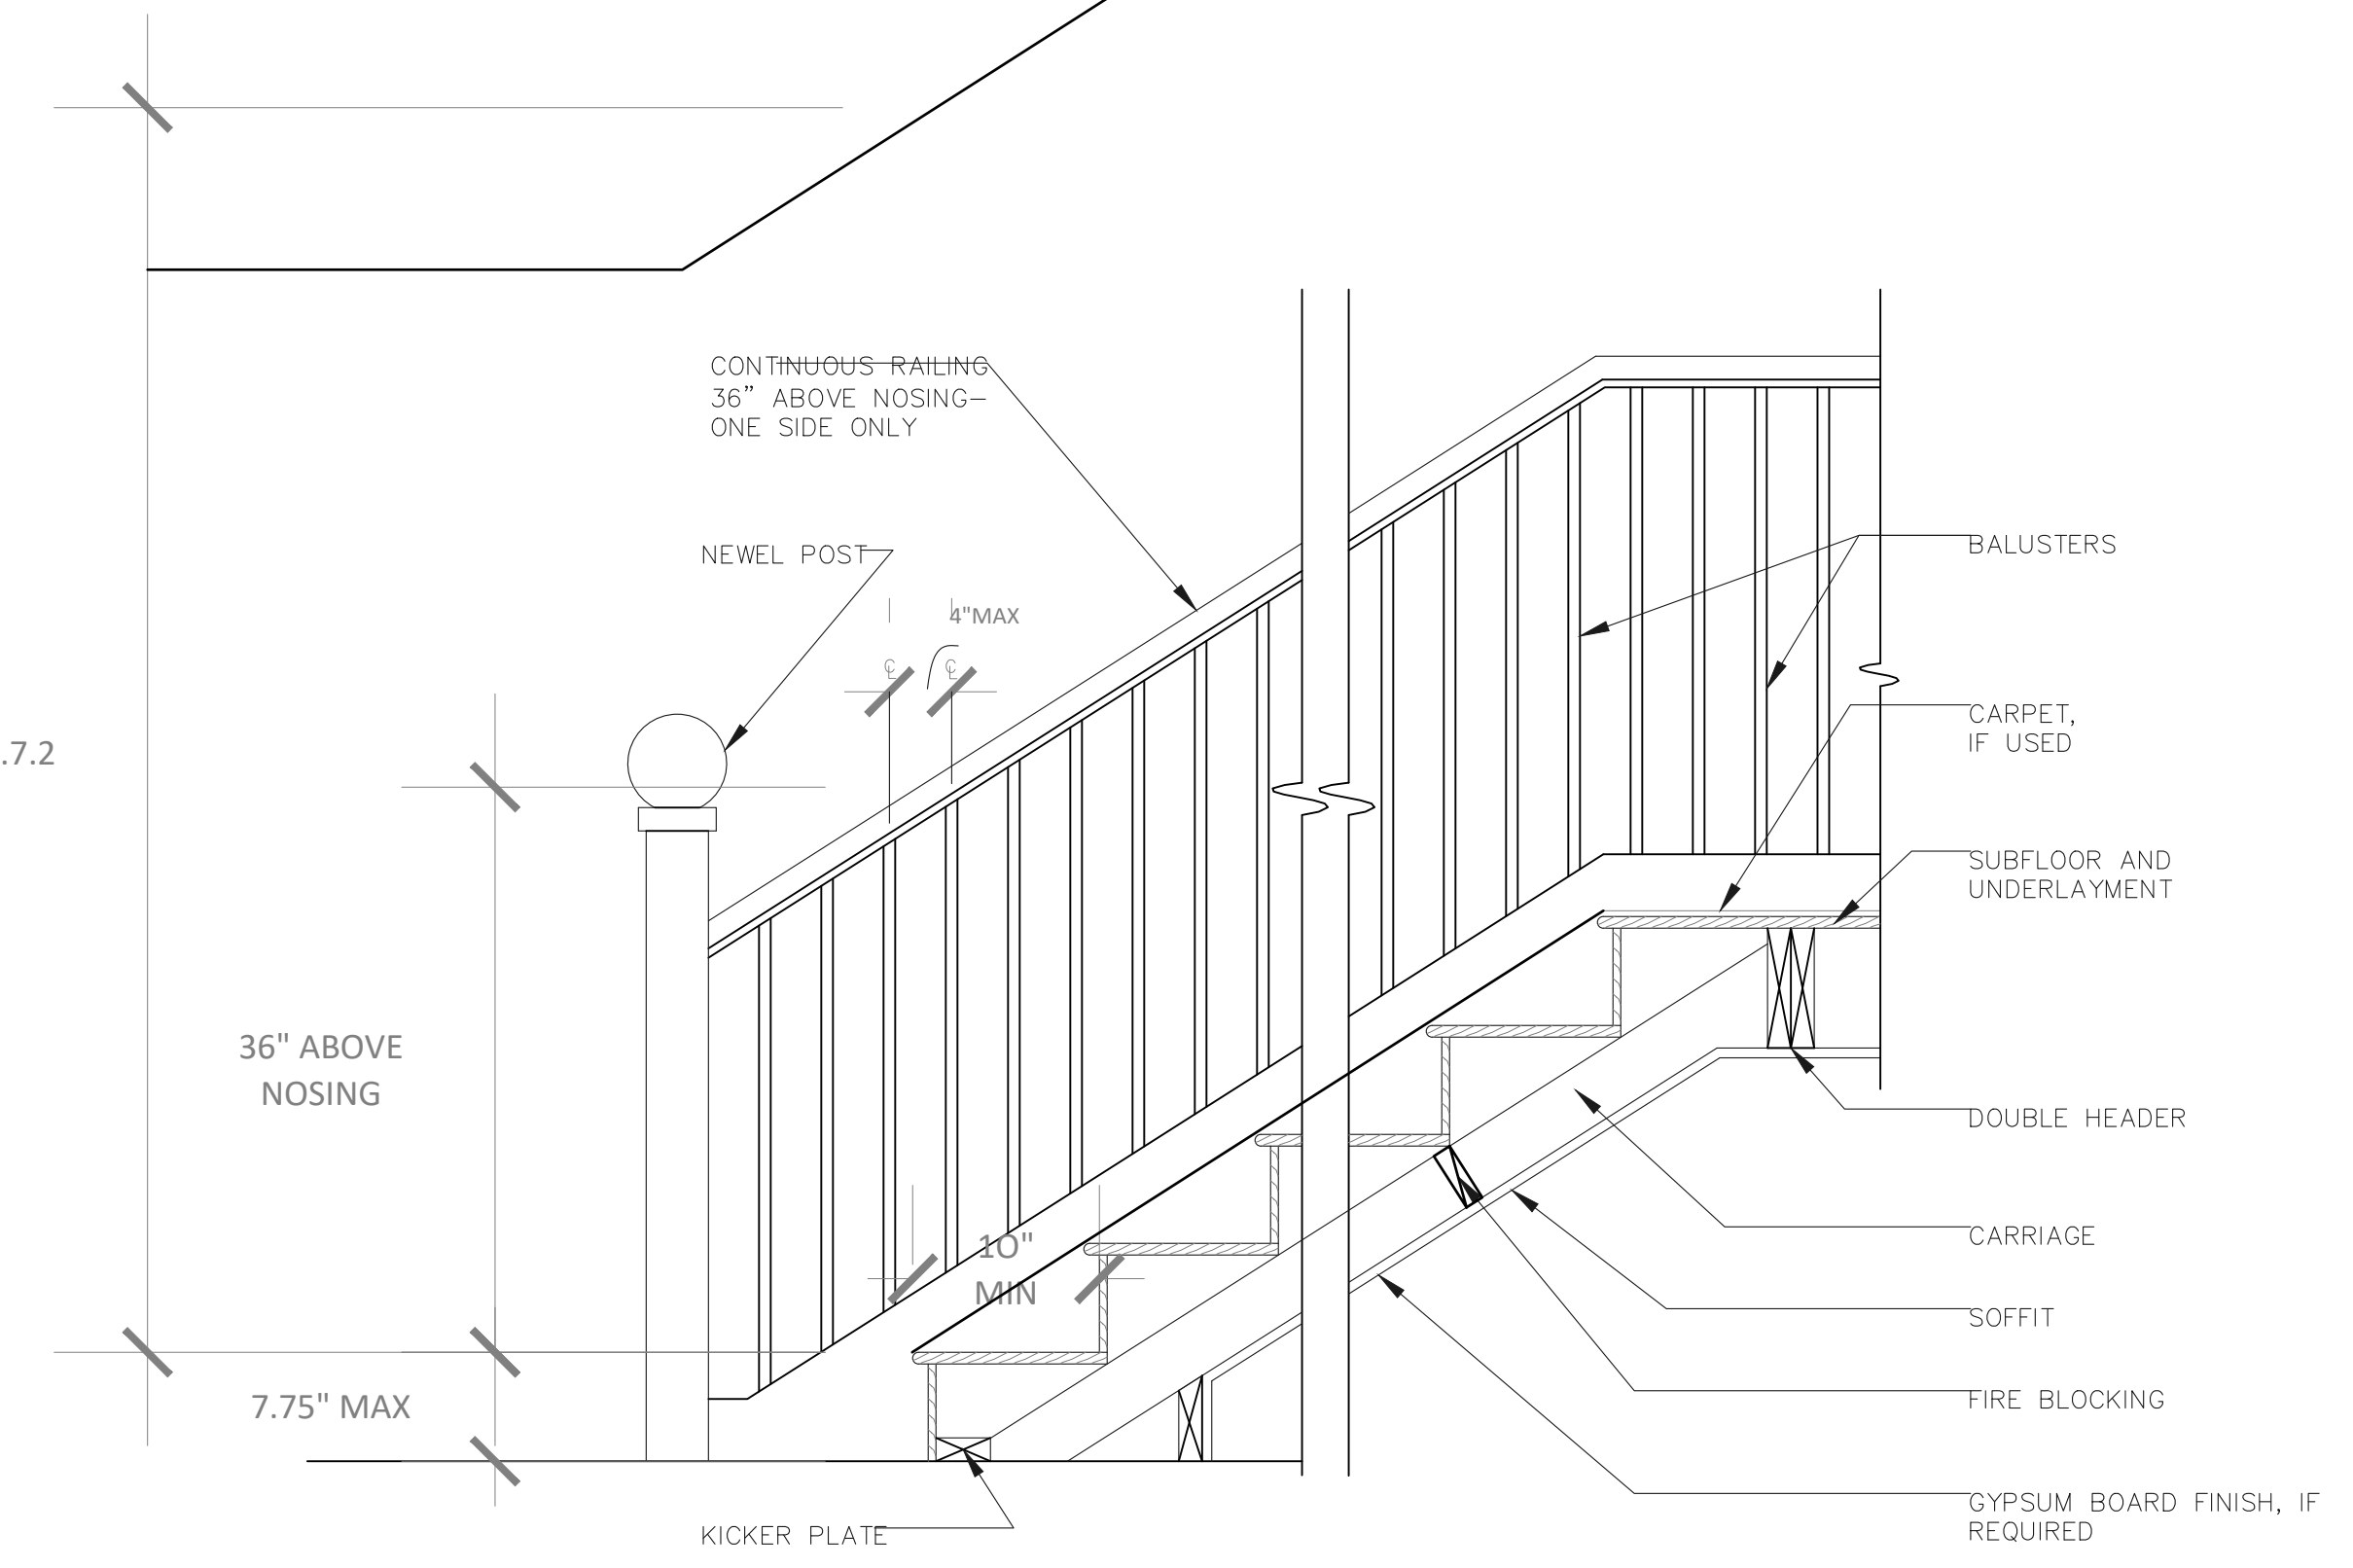 CONTINUOUS RAILING
36" ABOVE NOSING-
ONE SIDE ONLY
NEWEL POST
4"MAX
℄ ℄
BALUSTERS
CARPET,
IF USED
.7.2
SUBFLOOR AND
UNDERLAYMENT
36" ABOVE
NOSING
DOUBLE HEADER
CARRIAGE
10"
MIN
SOFFIT
7.75" MAX
FIRE BLOCKING
GYPSUM BOARD FINISH, IF
REQUIRED
KICKER PLATE